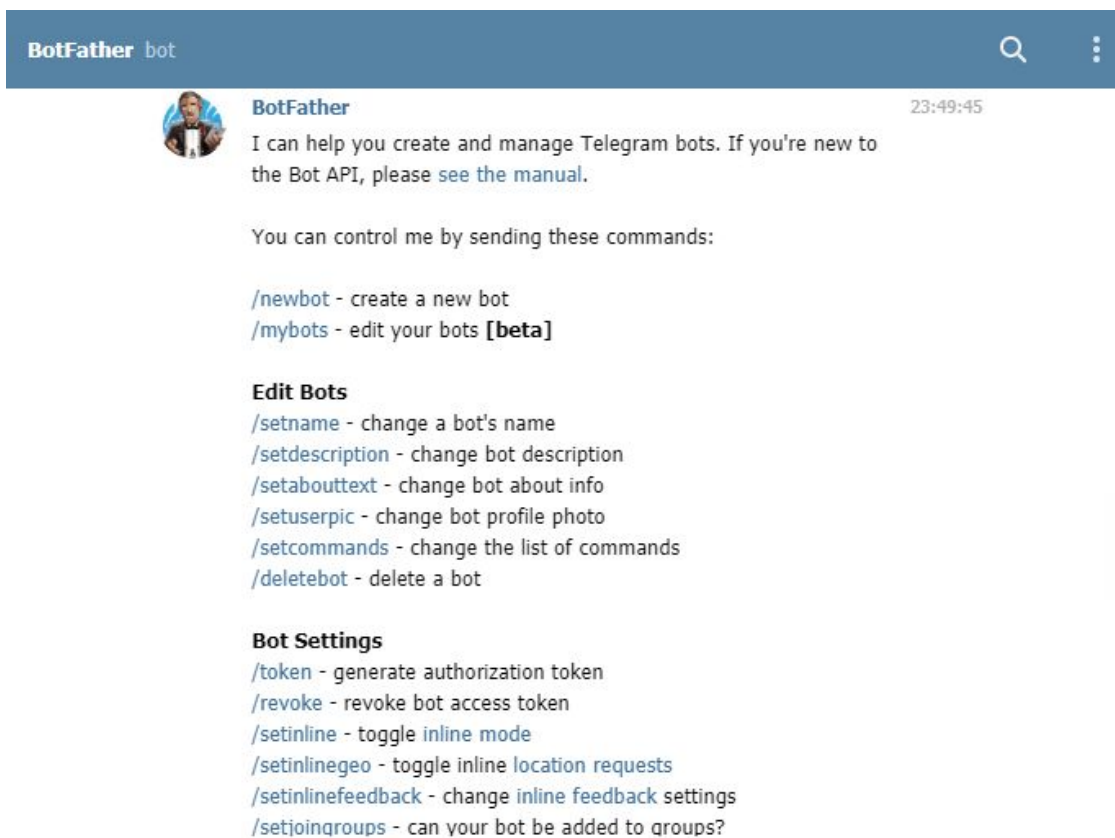 BotFather bot
BotFather 23:49:45
I can help you create and manage Telegram bots. If you're new to
the Bot API, please see the manual.
You can control me by sending these commands:
/newbot - create a new bot
/mybots - edit your bots [beta]
Edit Bots
/setname - change a bot's name
/setdescription - change bot description
/setabouttext - change bot about info
/setuserpic - change bot profile photo
/setcommands - change the list of commands
/deletebot - delete a bot
Bot Settings
/token - generate authorization token
/revoke - revoke bot access token
/setinline - toggle inline mode
/setinlinegeo - toggle inline location requests
/setinlinefeedback - change inline feedback settings
/setjoingroups - can your bot be added to groups?